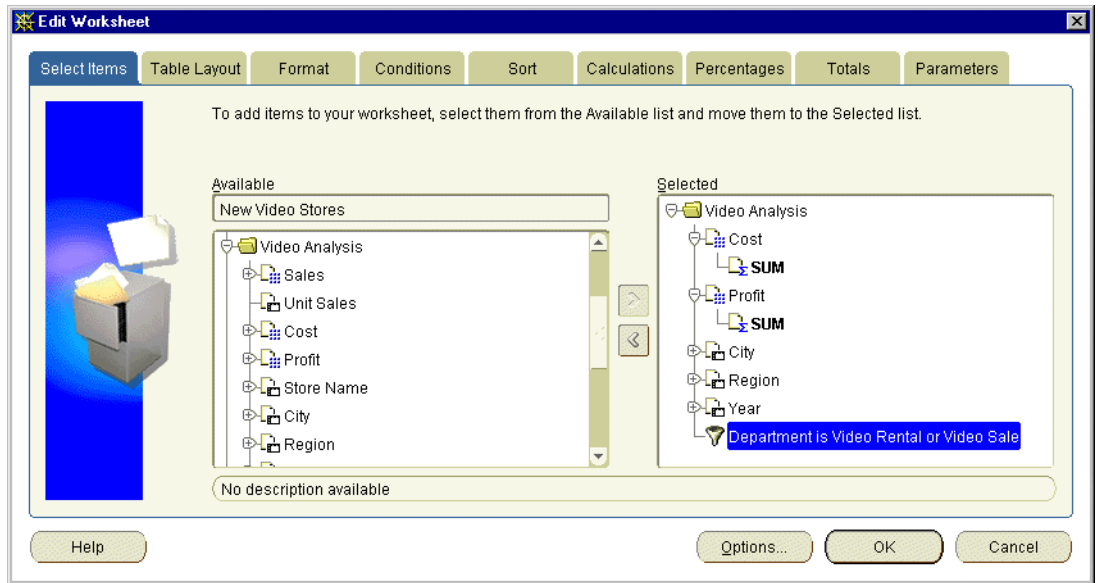 Edit Worksheet
Select Items Table Layout Format Conditions Sort Calculations Percentages Totals Parameters
To add items to your worksheet, select them from the Available list and move them to the Selected list.
Available
New Video Stores
Video Analysis
Sales
Unit Sales
Cost
Profit
Store Name
City
Region
Selected
Video Analysis
Cost
SUM
Profit
SUM
City
Region
Year
Department is Video Rental or Video Sale
No description available
Help Options... OK Cancel